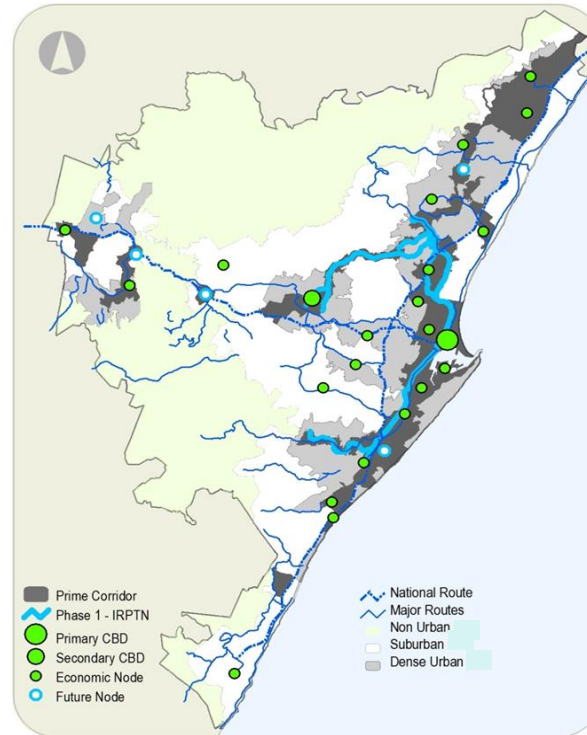 Prime Corridor
Phase 1 - IRPTN
Primary CBD
Secondary CBD
Economic Node
Future Node
National Route
Major Routes
Non Urban
Suburban
Dense Urban